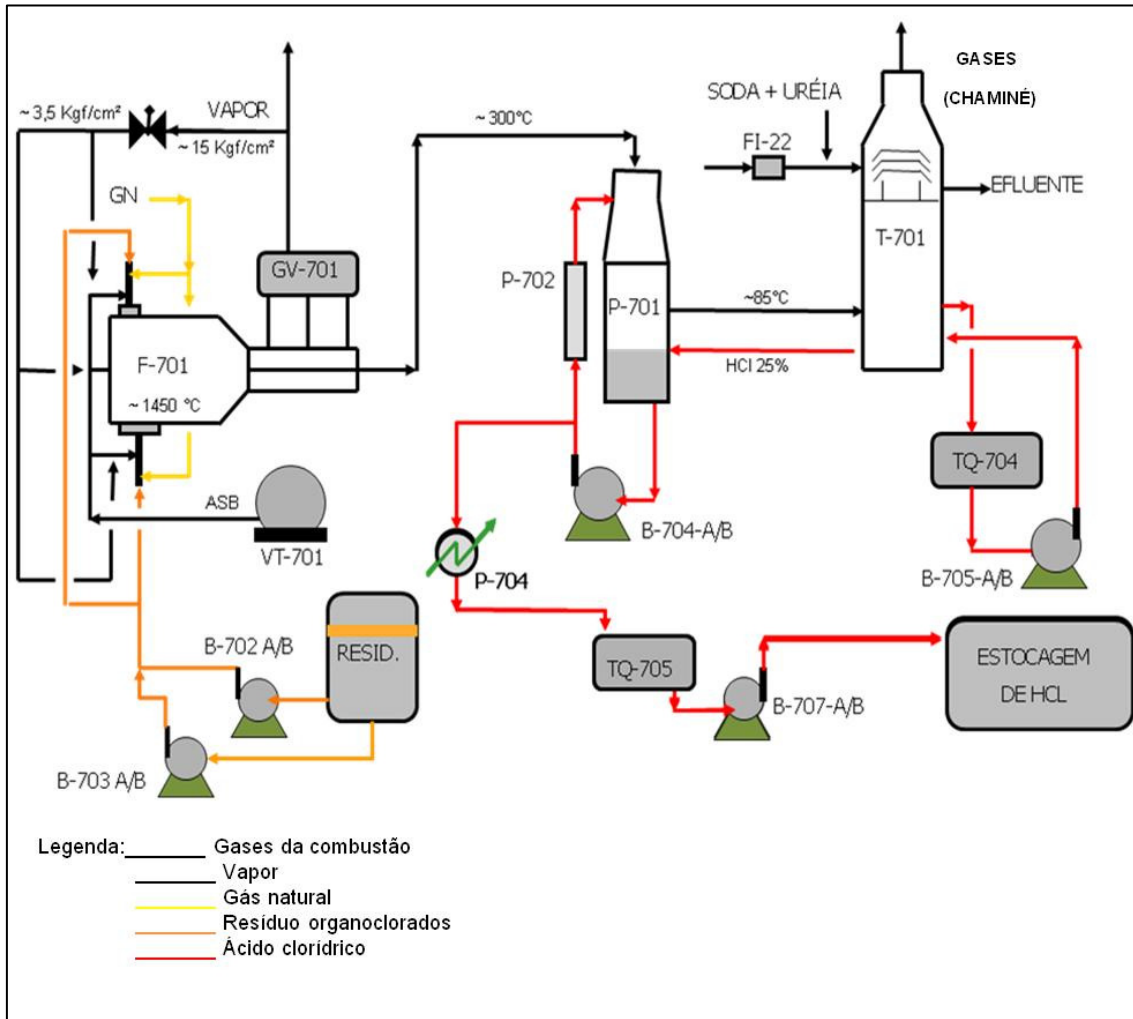 GASES
(CHAMINÉ)
SODA + URÉIA
~ 3,5 Kgf/cm²
VAPOR
~ 15 Kgf/cm²
~ 300°C
FI-22
GN
EFLUENTE
T-701
GV-701
P-702
P-701
~85°C
F-701
HCl 25%
~ 1450 °C
TQ-704
ASB
VT-701
B-704-A/B
B-705-A/B
P-704
RESID.
B-702 A/B
TQ-705
ESTOCAGEM
DE HCL
B-707-A/B
B-703 A/B
Legenda: Gases da combustão
Vapor
Gás natural
Resíduo organoclorados
Ácido clorídrico